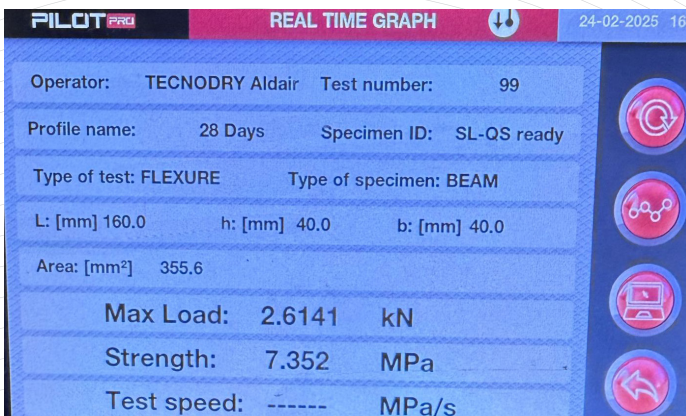 PILOT PRO REAL TIME GRAPH 24-02-2025 16
Operator: TECNODRY Aldair Test number: 99
Profile name: 28 Days Specimen ID: SL-QS ready
Type of test: FLEXURE Type of specimen: BEAM
L: [mm] 160.0 h: [mm] 40.0 b: [mm] 40.0
Area: [mm²] 355.6
Max Load: 2.6141 kN
Strength: 7.352 MPa
Test speed: ------ MPa/s